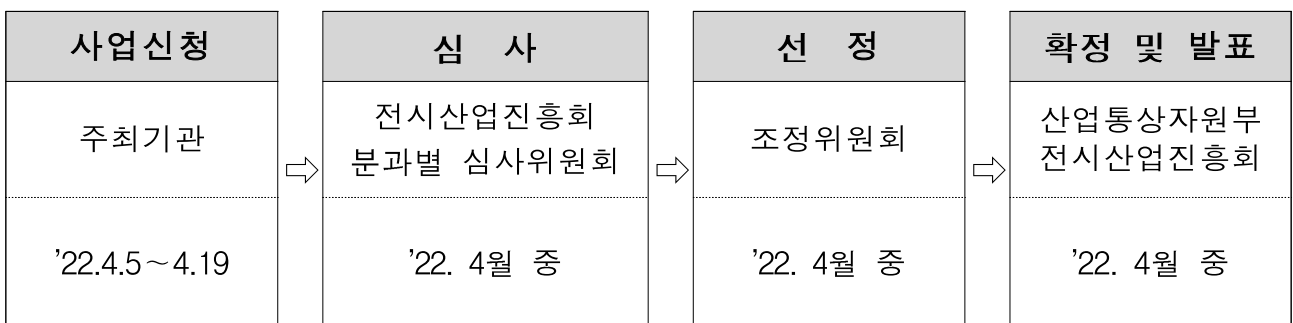 사업신청
주최기관
'22.4.5~4.19
⇨
심 사
전시산업진흥회
분과별 심사위원회
'22. 4월 중
⇨
선 정
조정위원회
'22. 4월 중
⇨
확정 및 발표
산업통상자원부
전시산업진흥회
'22. 4월 중